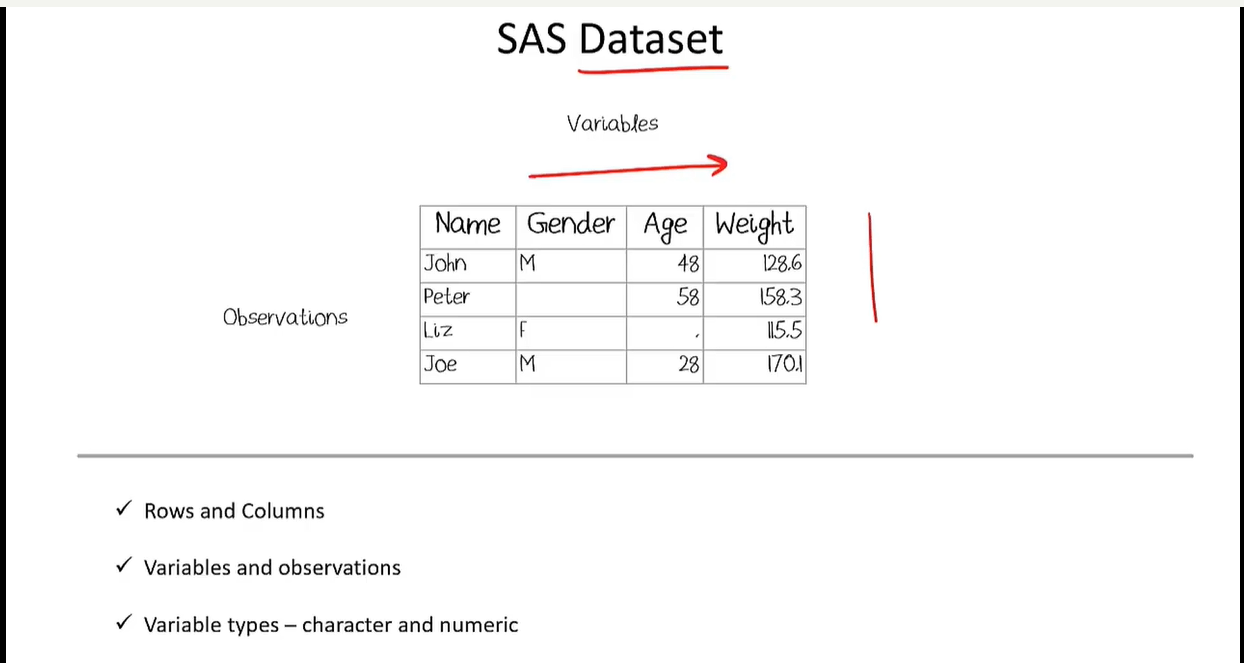 SAS Dataset
Variables
Name Gender Age Weight
John M 48 128.6
Peter 58 158.3
Observations
Liz F . 115.5
Joe M 28 170.1
✓ Rows and Columns
✓ Variables and observations
✓ Variable types – character and numeric